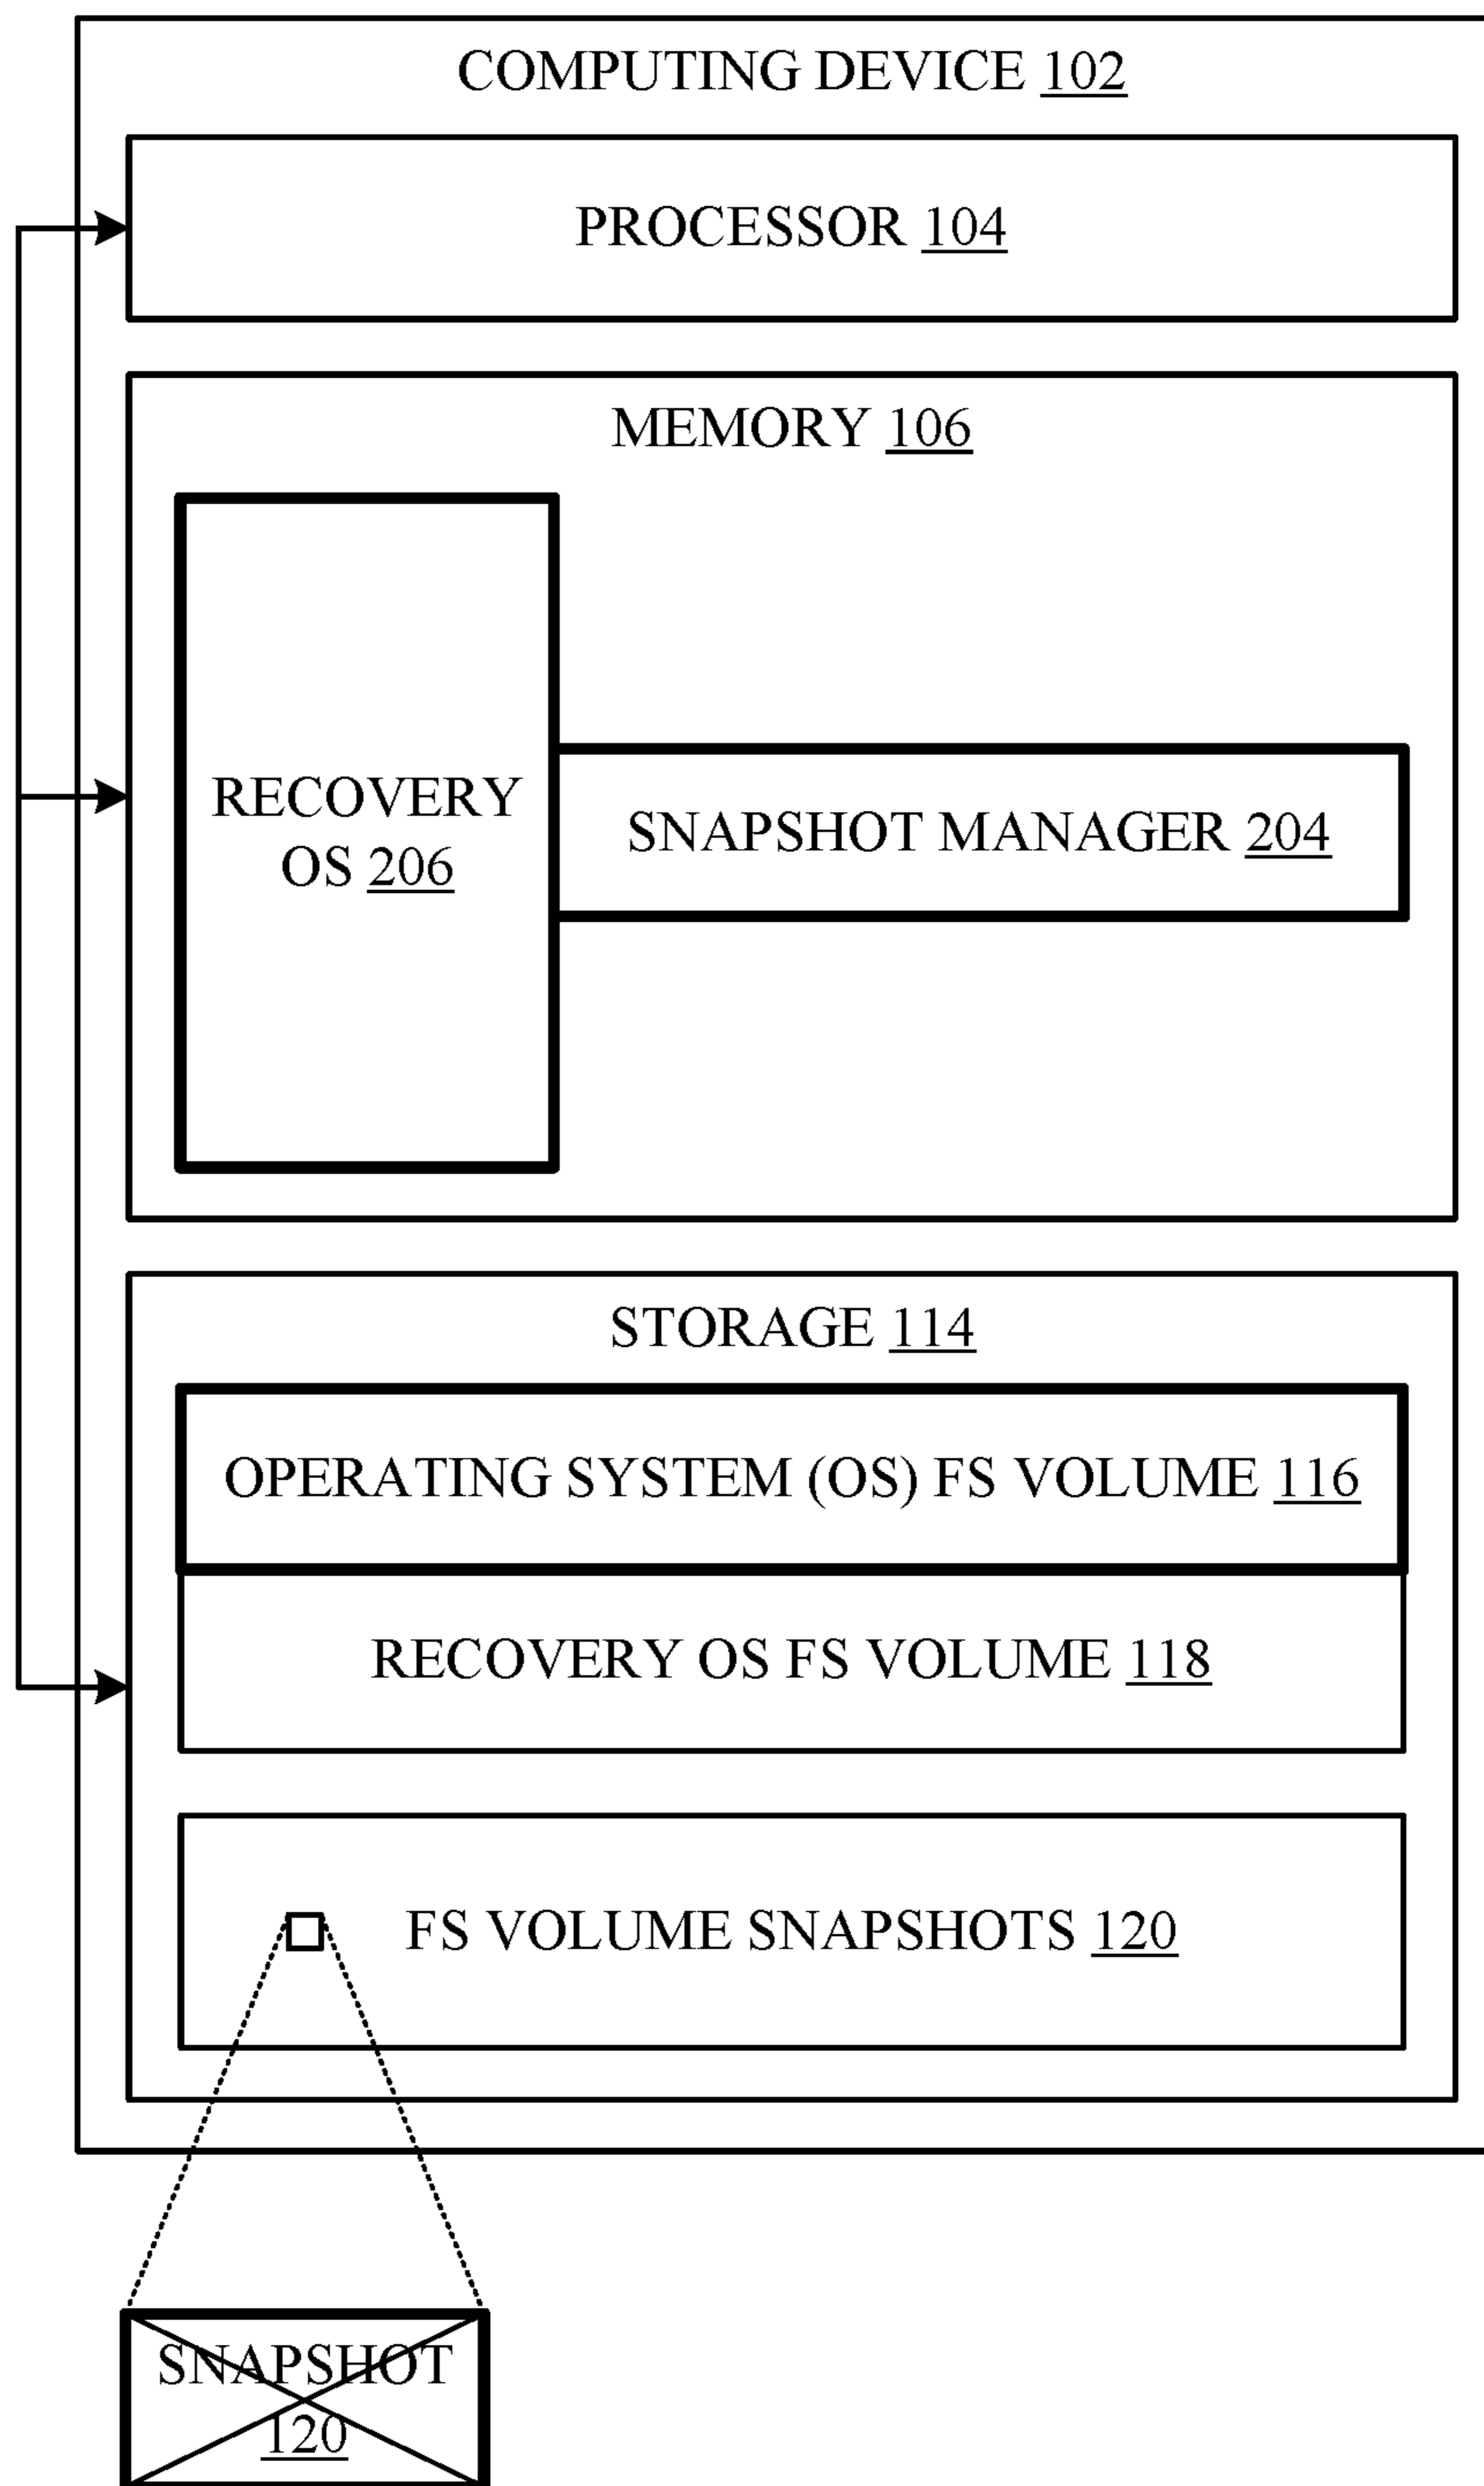 COMPUTING DEVICE 102
PROCESSOR 104
MEMORY 106
RECOVERY
OS 206
SNAPSHOT MANAGER 204
STORAGE 114
OPERATING SYSTEM (OS) FS VOLUME 116
RECOVERY OS FS VOLUME 118
FS VOLUME SNAPSHOTS 120
SNAPSHOT
120